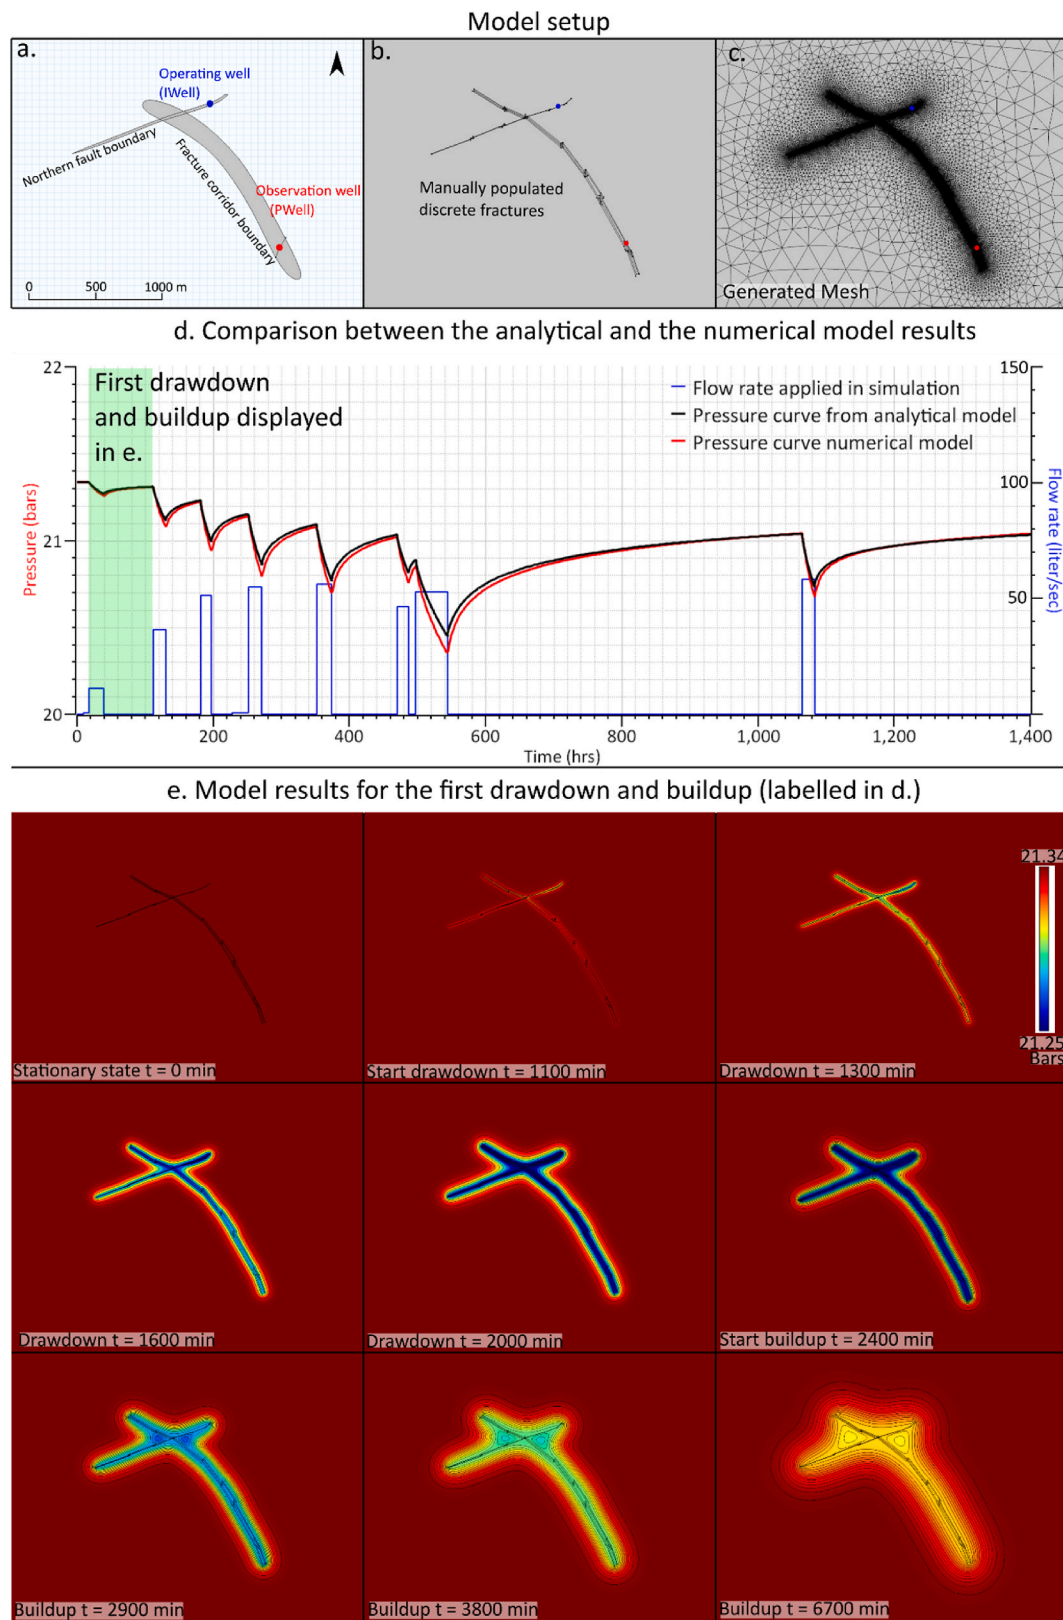 Model setup
a.
Operating well
(IWell)
Northern fault boundary
Fracture corridor boundary
Observation well
(PWell)
0 500 1000 m
b.
Manually populated
discrete fractures
c.
Generated Mesh
d. Comparison between the analytical and the numerical model results
22
21
20
Pressure (bars)
First drawdown
and buildup displayed
in e.
Flow rate applied in simulation
Pressure curve from analytical model
Pressure curve numerical model
150
100
50
0
Flow rate (liter/sec)
0 200 400 600 800 1,000 1,200 1,400
Time (hrs)
e. Model results for the first drawdown and buildup (labelled in d.)
21.34
21.25
Bars
Stationary state t = 0 min
Start drawdown t = 1100 min
Drawdown t = 1300 min
Drawdown t = 1600 min
Drawdown t = 2000 min
Start buildup t = 2400 min
Buildup t = 2900 min
Buildup t = 3800 min
Buildup t = 6700 min